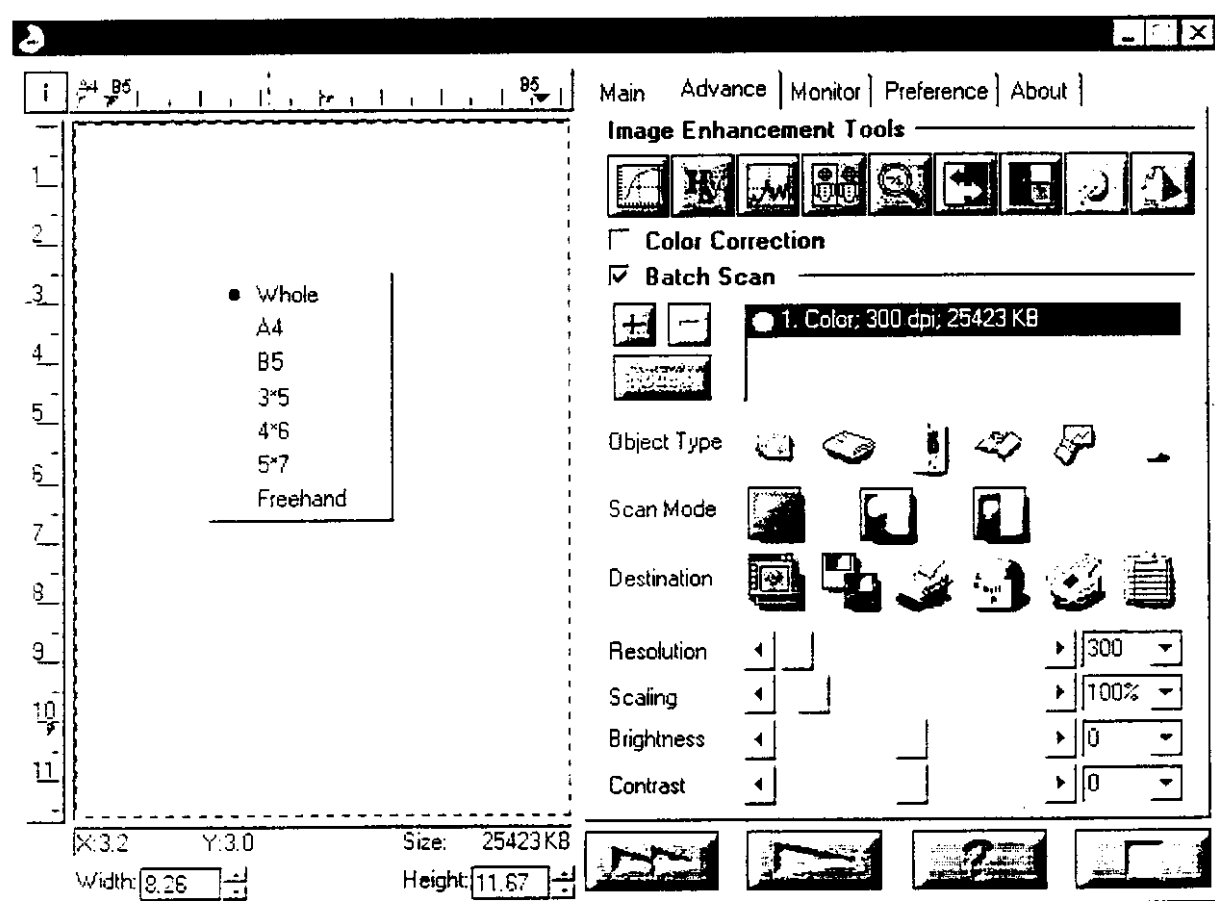 i
A4 B5
B5
1
2
3
4
5
6
7
8
9
10
11
Whole
A4
B5
3*5
4*6
5*7
Freehand
X:3.2 Y:3.0 Size: 25423 KB
Width: 8.26 Height: 11.67
Main Advance Monitor Preference About
Image Enhancement Tools
Color Correction
Batch Scan
+ -
1. Color; 300 dpi; 25423 KB
Object Type
Scan Mode
Destination
Resolution 300
Scaling 100%
Brightness 0
Contrast 0
?